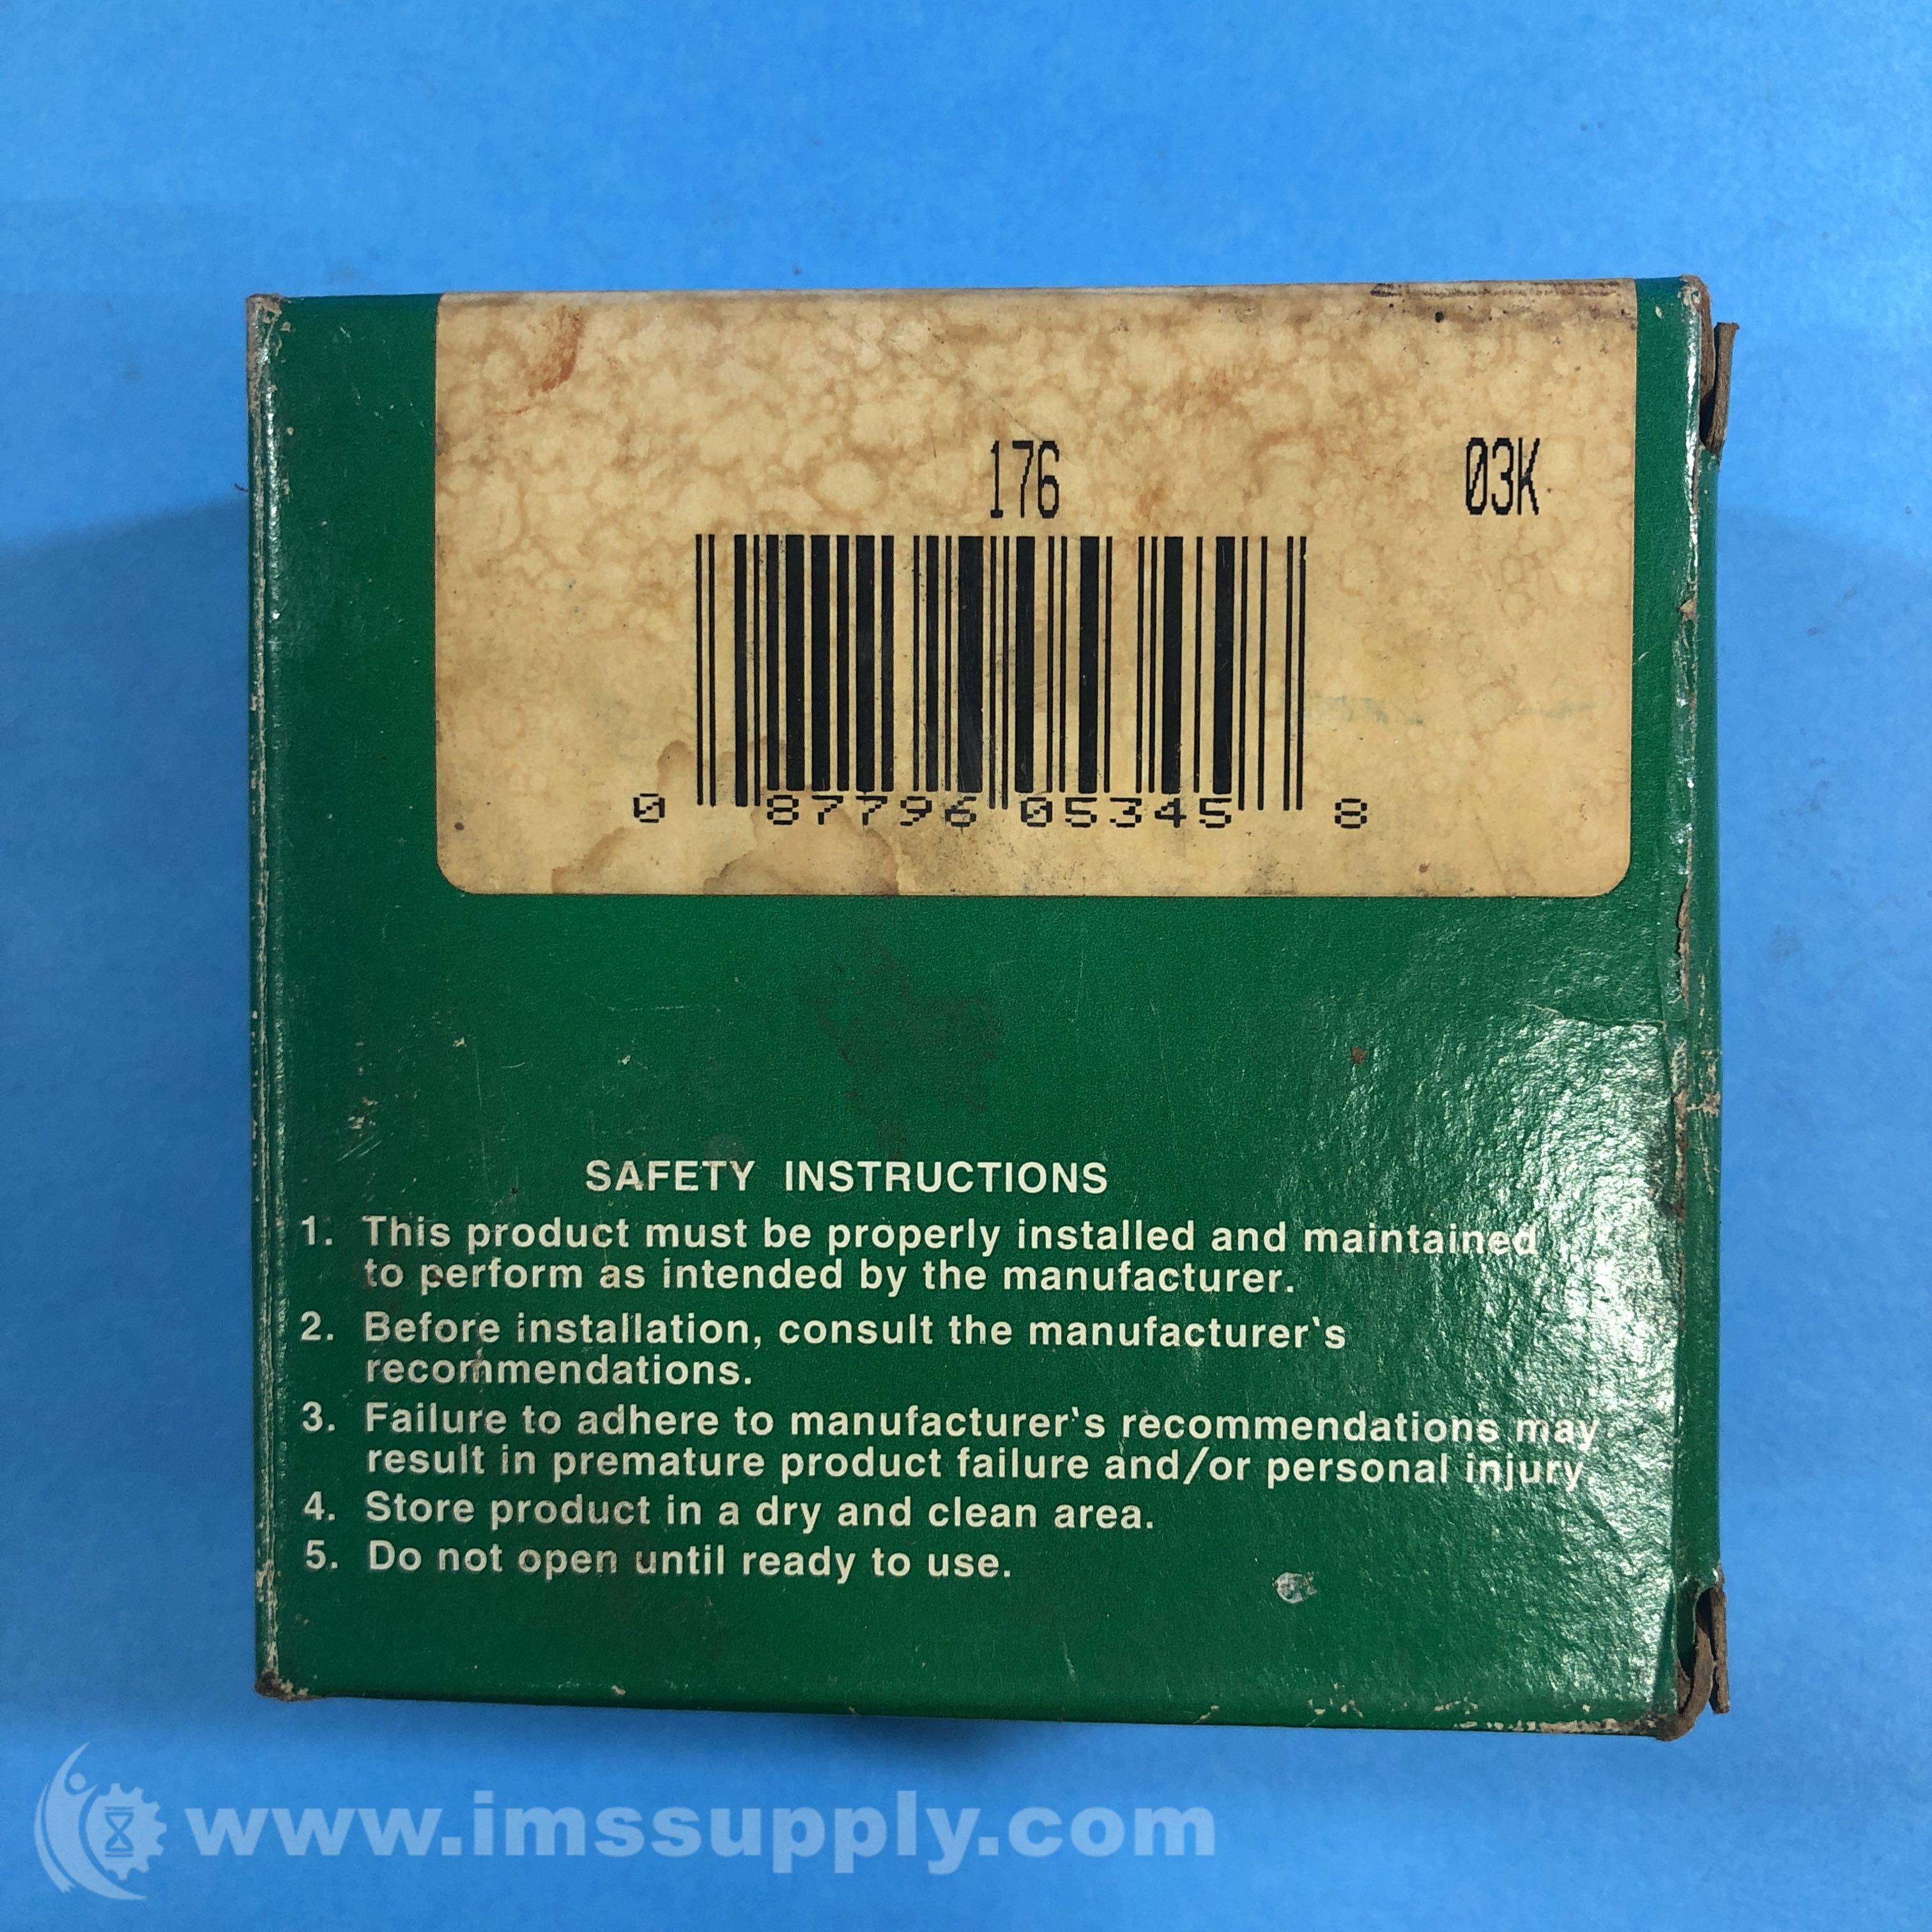 176 03K
0 87796 05345 8
SAFETY INSTRUCTIONS
1. This product must be properly installed and maintained
to perform as intended by the manufacturer.
2. Before installation, consult the manufacturer's
recommendations.
3. Failure to adhere to manufacturer's recommendations may
result in premature product failure and/or personal injury
4. Store product in a dry and clean area.
5. Do not open until ready to use.
www.imssupply.com